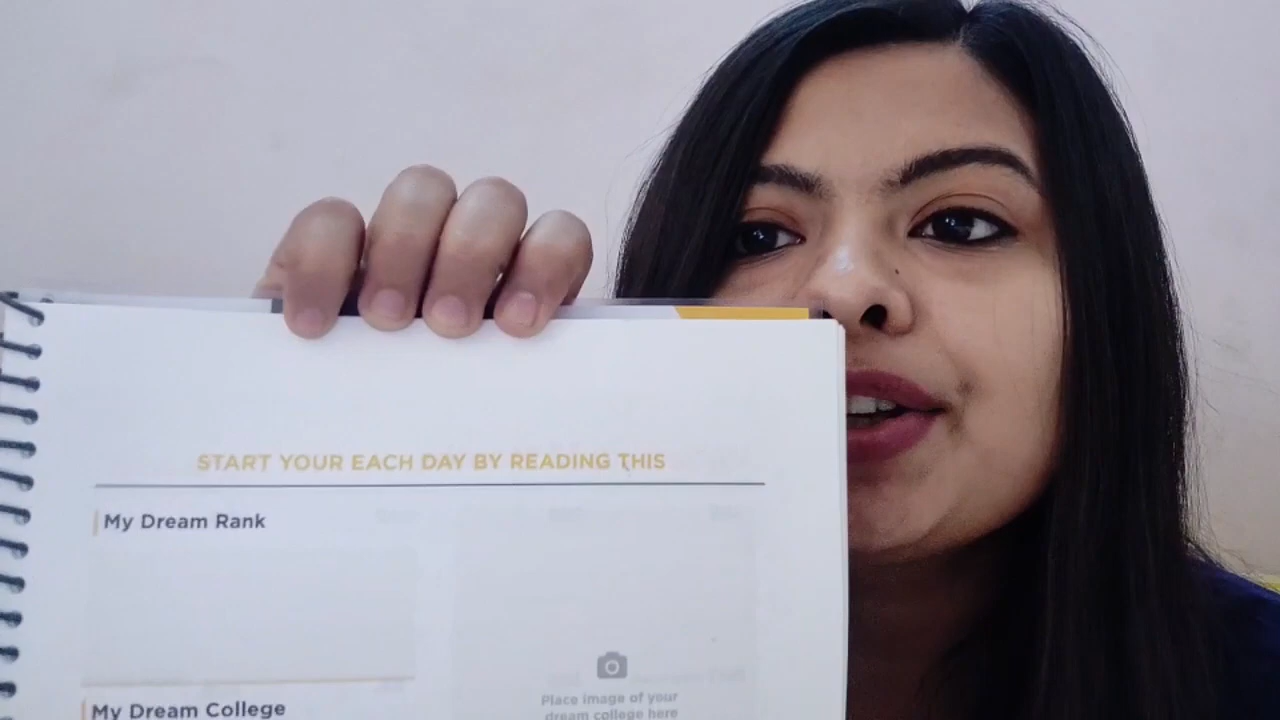 START YOUR EACH DAY BY READING THIS
My Dream Rank
My Dream College
Place image of your
dream college here